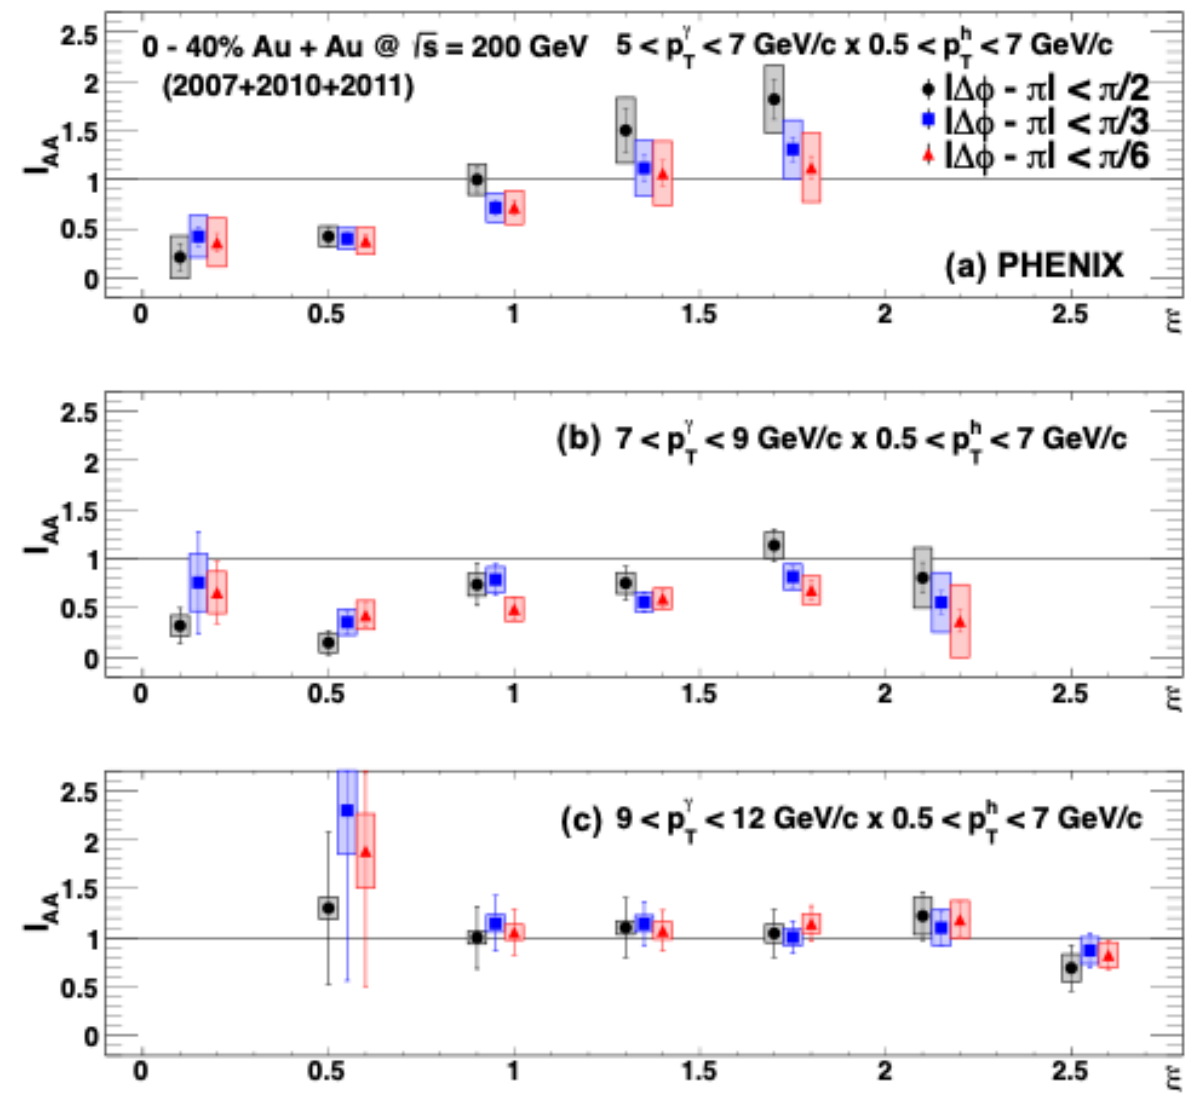 0 - 40% Au + Au @ √s = 200 GeV 5 < p_T^γ < 7 GeV/c x 0.5 < p_T^h < 7 GeV/c
(2007+2010+2011)
|Δϕ - π| < π/2
|Δϕ - π| < π/3
|Δϕ - π| < π/6
(a) PHENIX
I_AA
2.5
2
1.5
1
0.5
0
0 0.5 1 1.5 2 2.5 ξ
(b) 7 < p_T^γ < 9 GeV/c x 0.5 < p_T^h < 7 GeV/c
I_AA
2.5
2
1.5
1
0.5
0
0 0.5 1 1.5 2 2.5 ξ
(c) 9 < p_T^γ < 12 GeV/c x 0.5 < p_T^h < 7 GeV/c
I_AA
2.5
2
1.5
1
0.5
0
0 0.5 1 1.5 2 2.5 ξ